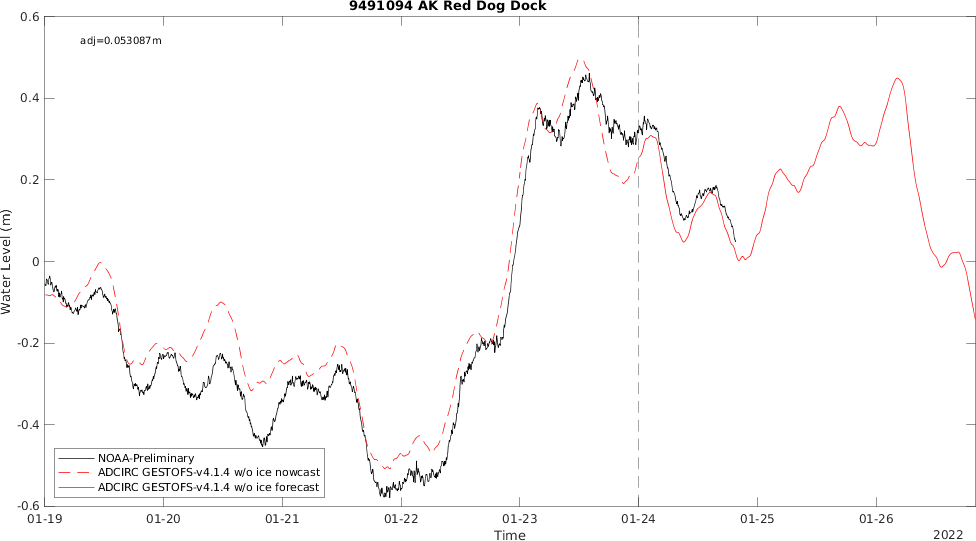 9491094 AK Red Dog Dock
adj=0.053087m
0.6
0.4
0.2
0
-0.2
-0.4
-0.6
Water Level (m)
NOAA-Preliminary
ADCIRC GESTOFS-v4.1.4 w/o ice nowcast
ADCIRC GESTOFS-v4.1.4 w/o ice forecast
01-19 01-20 01-21 01-22 01-23 01-24 01-25 01-26
Time
2022